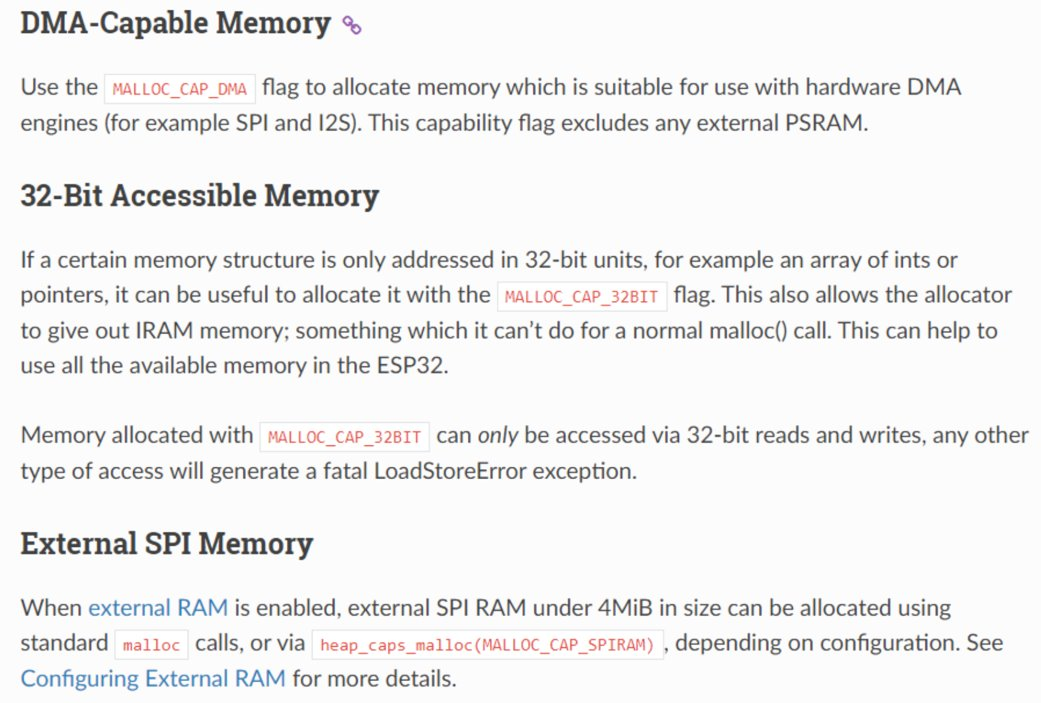 DMA-Capable Memory
Use the MALLOC_CAP_DMA flag to allocate memory which is suitable for use with hardware DMA
engines (for example SPI and I2S). This capability flag excludes any external PSRAM.
32-Bit Accessible Memory
If a certain memory structure is only addressed in 32-bit units, for example an array of ints or
pointers, it can be useful to allocate it with the MALLOC_CAP_32BIT flag. This also allows the allocator
to give out IRAM memory; something which it can’t do for a normal malloc() call. This can help to
use all the available memory in the ESP32.
Memory allocated with MALLOC_CAP_32BIT can only be accessed via 32-bit reads and writes, any other
type of access will generate a fatal LoadStoreError exception.
External SPI Memory
When external RAM is enabled, external SPI RAM under 4MiB in size can be allocated using
standard malloc calls, or via heap_caps_malloc(MALLOC_CAP_SPIRAM) , depending on configuration. See
Configuring External RAM for more details.